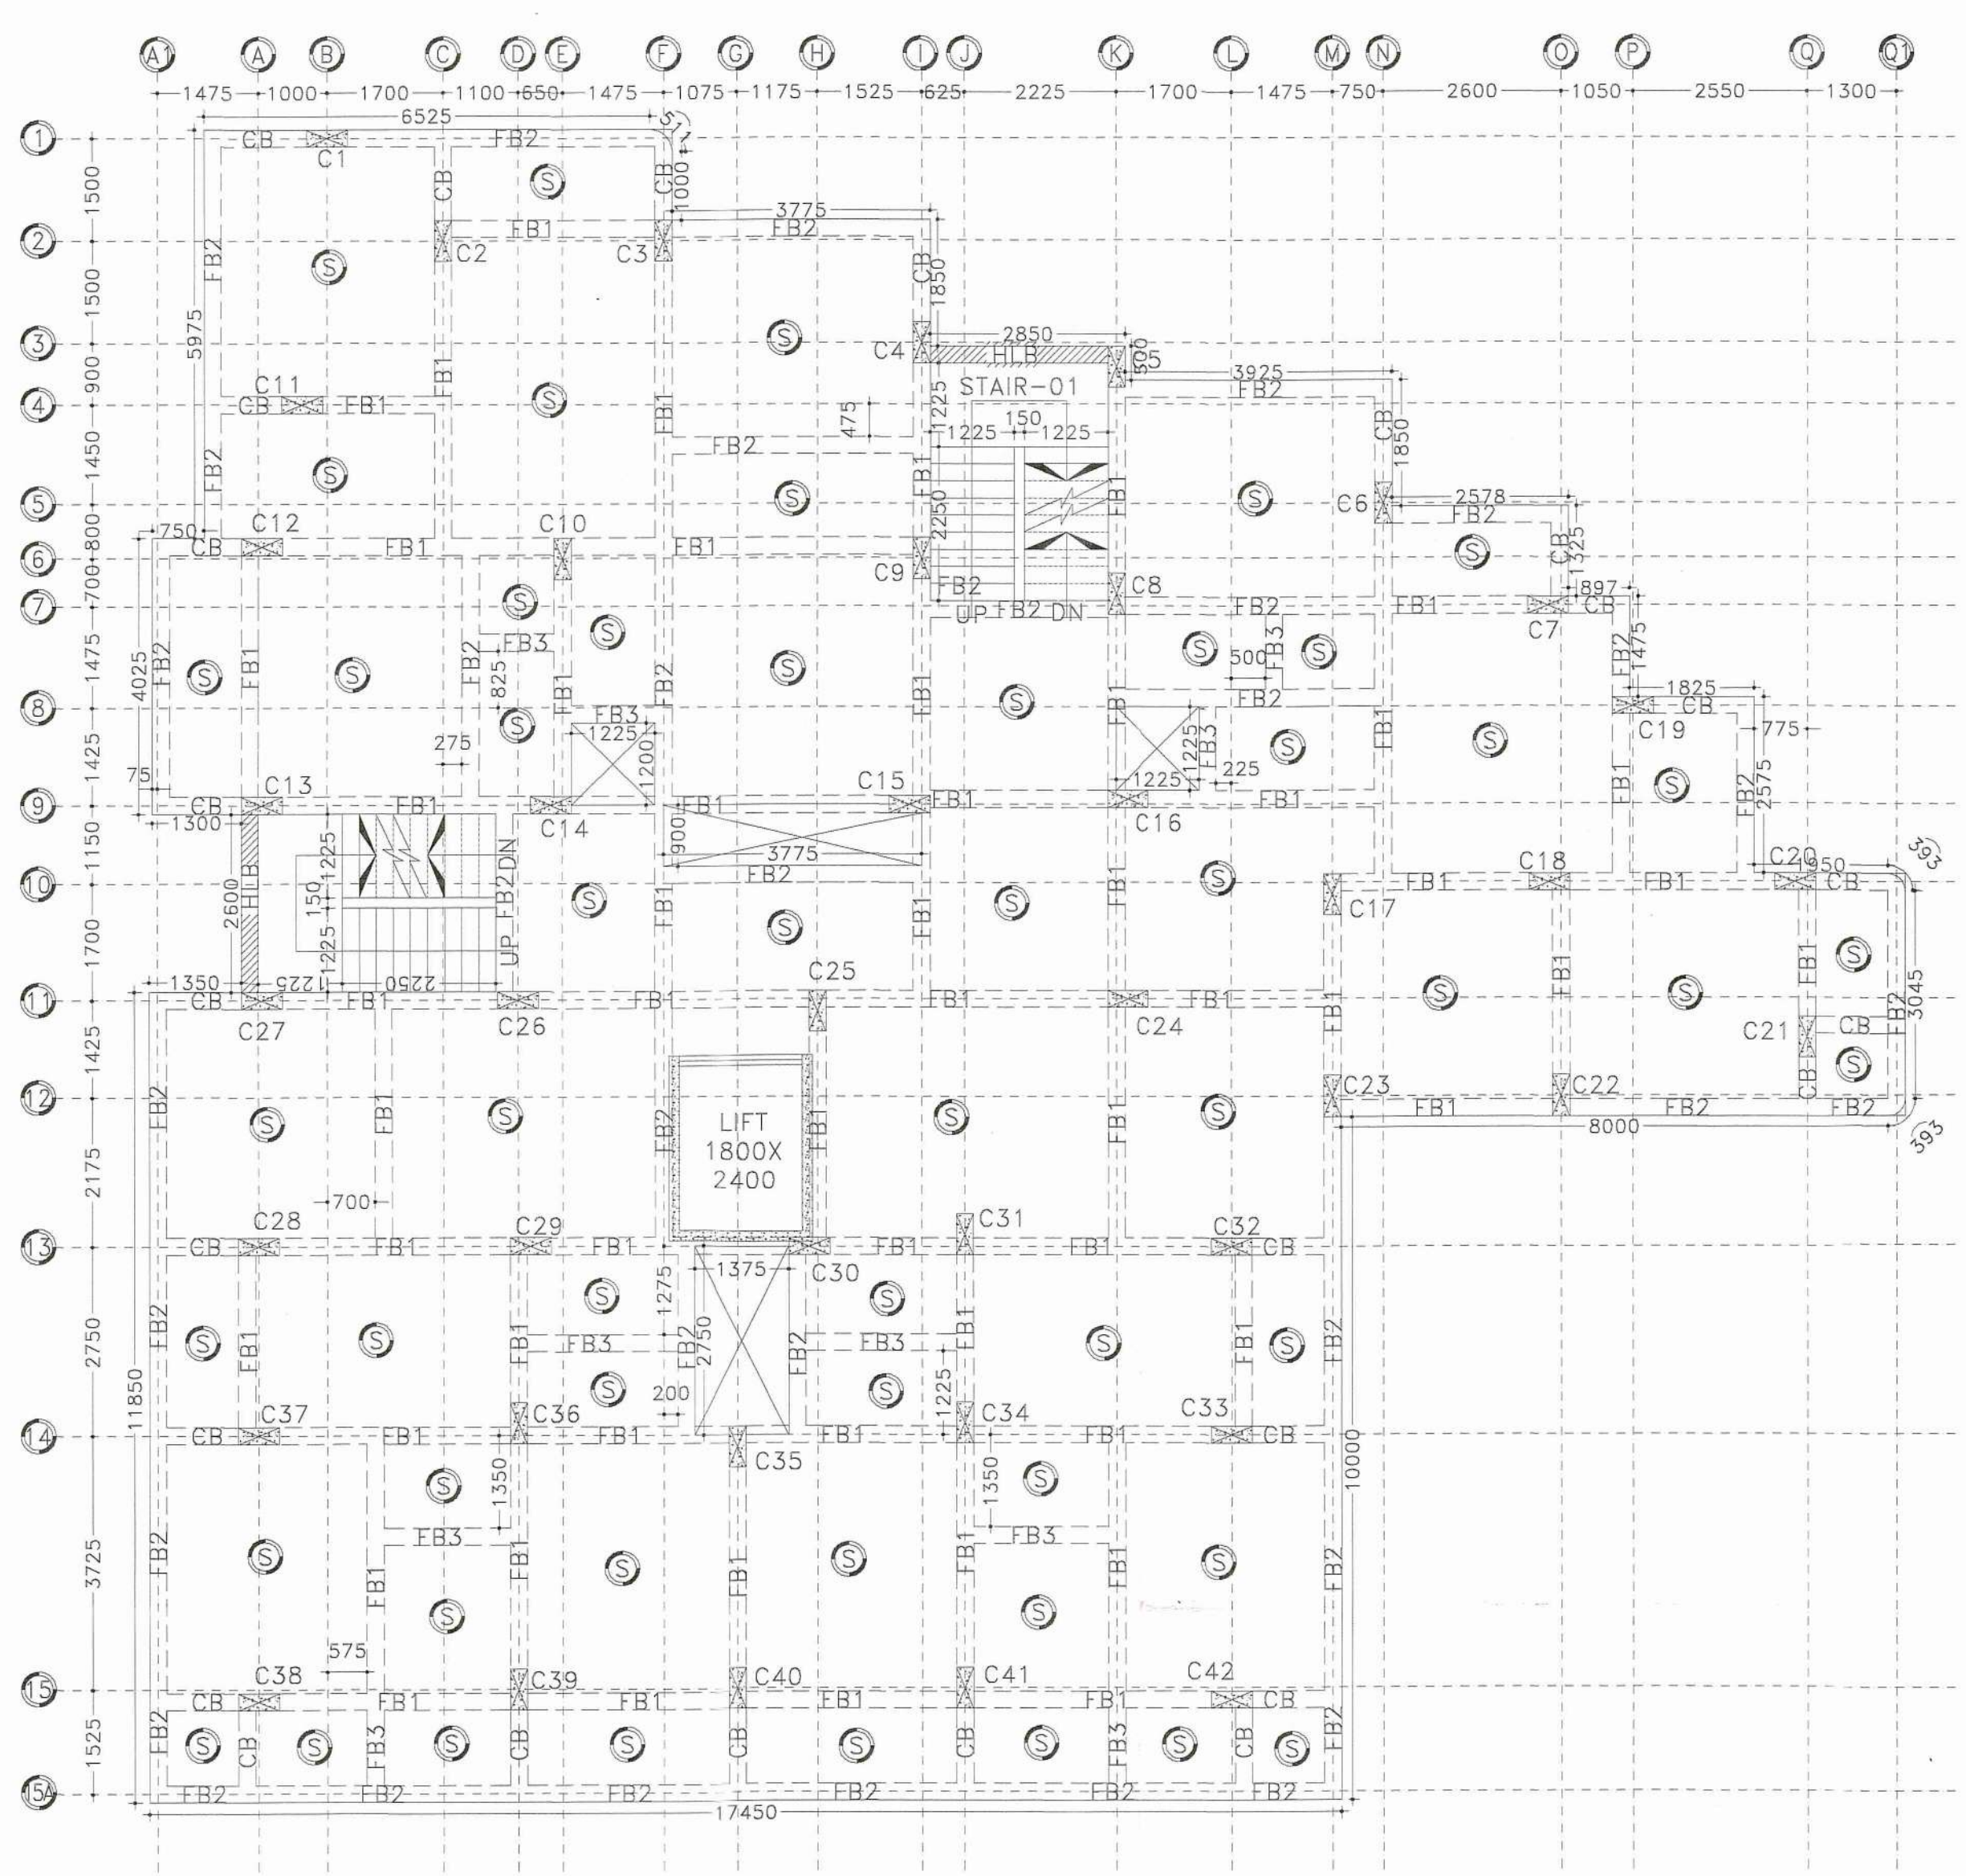 A1 A B C D E F G H I J K L M N O P Q Q1
1475 1000 1700 1100 650 1475 1075 1175 1525 625 2225 1700 1475 750 2600 1050 2550 1300
6525 511
1 CB C1 FB2
1500 CB S CB 1000
3775
2 FB1 FB2
C2 C3
FB2 S CB 1850
1500
5975
3 S C4 2850 HLB C5 500
900 FB1 3925
C11 STAIR-01 FB2
4 CB FB1 S FB1 475 1225 150 CB
1225 1225 1850
1450 FB2 S FB2 FB1
5 S FB1 S C6 2578
800 750 C12 C10 2250 FB2
CB FB1 FB1 S CB 1325
6 C9 FB2 C8 897
700 S
7 UP FB2 DN FB2 FB1 CB
S C7
1475 FB3 S FB3 FB2 1475
4025 FB2 S FB1 S FB2 825 FB1 FB2 S FB1 S S 500 S 1825
8 S FB3 FB1 FB2 FB1 CB
1225 1225 FB3 S S C19 775
1425 275 1200 1225 225 FB1 S FB2 2575
75 C13 C15
9 CB FB1 FB1 FB1 FB1
1300 C14 900 C16
1150 1225 3775 C18 C20 1950 393
10 FB2 S FB1 FB1 CB
2600 HLB 150 UP FB2 DN S FB1 S FB1 S FB1 C17
1700 1225 S FB1 S
C25
1350 1225 2250 FB1 S S
11 CB FB1 FB1 FB1 FB1 FB1 3045
C27 C26 C24 C21 CB FB2
1425 S
C23 C22 CB
12 FB2 S FB1 S FB2 LIFT FB1 S FB1 S FB1 FB2 FB2
1800X 8000 393
2400
2175
700
C28 C29 C31 C32
13 CB FB1 FB1 FB1 FB1 CB
1375 C30
1275
S S
2750 FB2 S FB1 S FB1 FB3 FB2 2750 FB2 FB3 FB1 S FB1 S FB2
S 200 S 1225
11850
C37 C36 C34 C33
14 CB FB1 FB1 FB1 FB1 CB
C35
S 1350 1350 S 10000
FB3 FB3
3725 FB2 S FB1 FB1 S FB1 S FB1 FB1 S FB2
S S
575
15 C38 C39 C40 C41 C42
CB FB1 FB1 FB1 FB1 CB
1525 FB2 S CB S FB3 S CB S CB S CB S FB3 S CB S FB2
15A FB2 FB2 FB2 FB2 FB2 FB2
17450